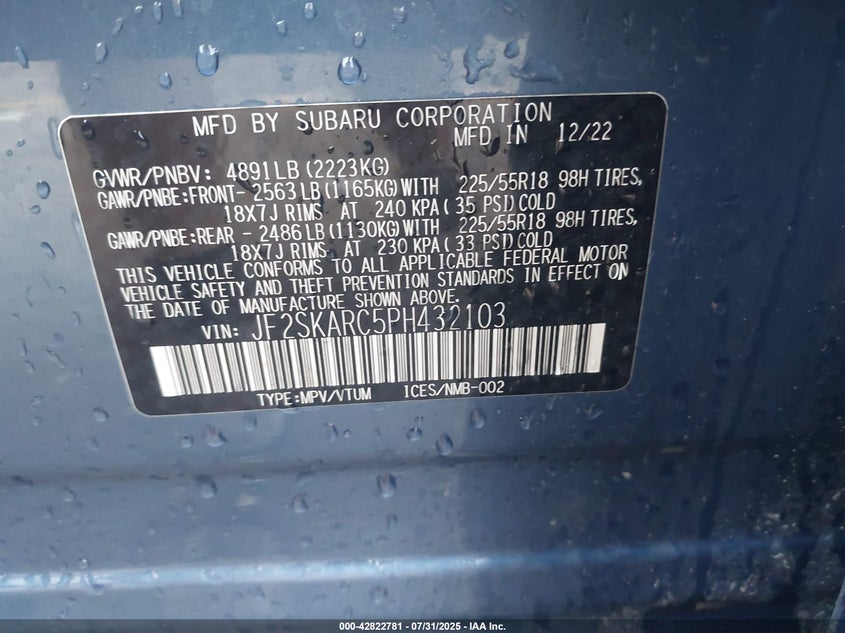 MFD BY SUBARU CORPORATION
MFD IN 12/22
GVWR/PNBV: 4891LB(2223KG)
GAWR/PNBE:FRONT- 2563LB(1165KG)WITH 225/55R18 98H TIRES,
18X7J RIMS AT 240 KPA(35 PSI)COLD
GAWR/PNBE:REAR - 2486LB(1130KG)WITH 225/55R18 98H TIRES,
18X7J RIMS AT 230 KPA(33 PSI)COLD
THIS VEHICLE CONFORMS TO ALL APPLICABLE FEDERAL MOTOR
VEHICLE SAFETY AND THEFT PREVENTION STANDARDS IN EFFECT ON
THE DATE OF MANUFACTURE SHOWN ABOVE.
VIN: JF2SKARC5PH432103
TYPE:MPV/VTUM ICES/NMB-002
000-42822781 - 07/31/2025 - IAA Inc.